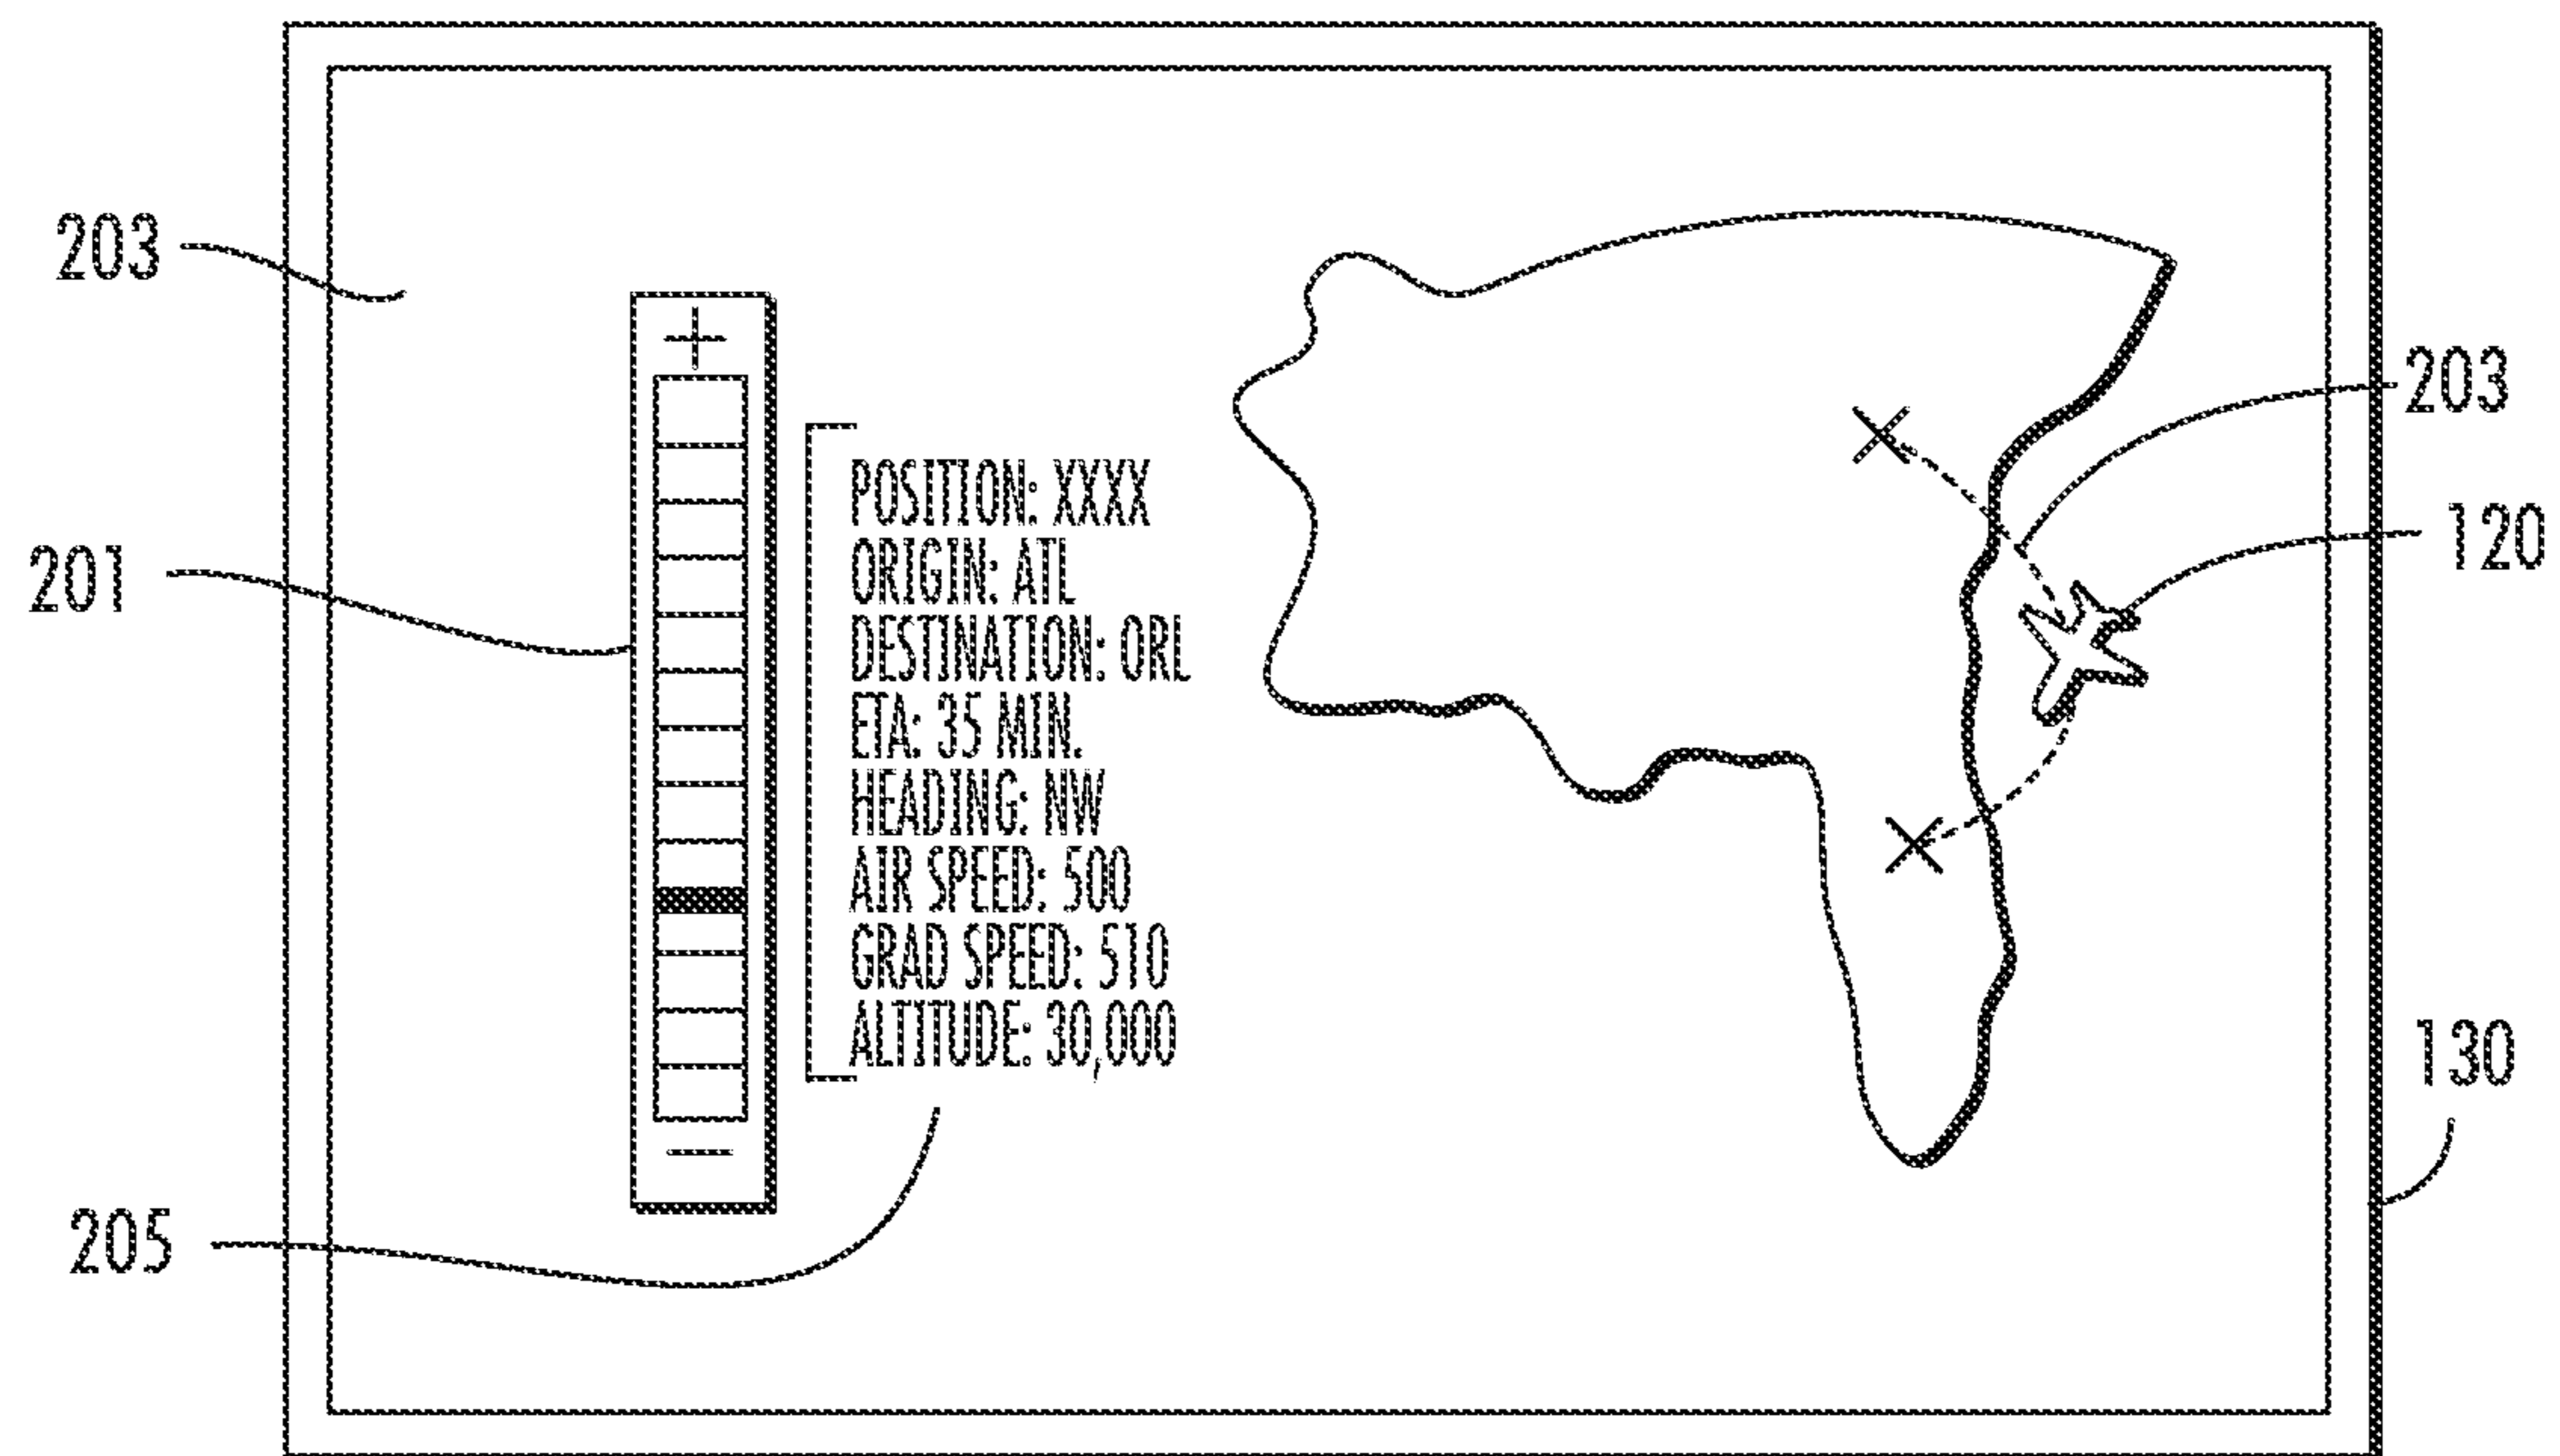 203
201
205
+
−
POSITION: XXXX
ORIGIN: ATL
DESTINATION: ORL
ETA: 35 MIN.
HEADING: NW
AIR SPEED: 500
GRAD SPEED: 510
ALTITUDE: 30,000
203
120
130